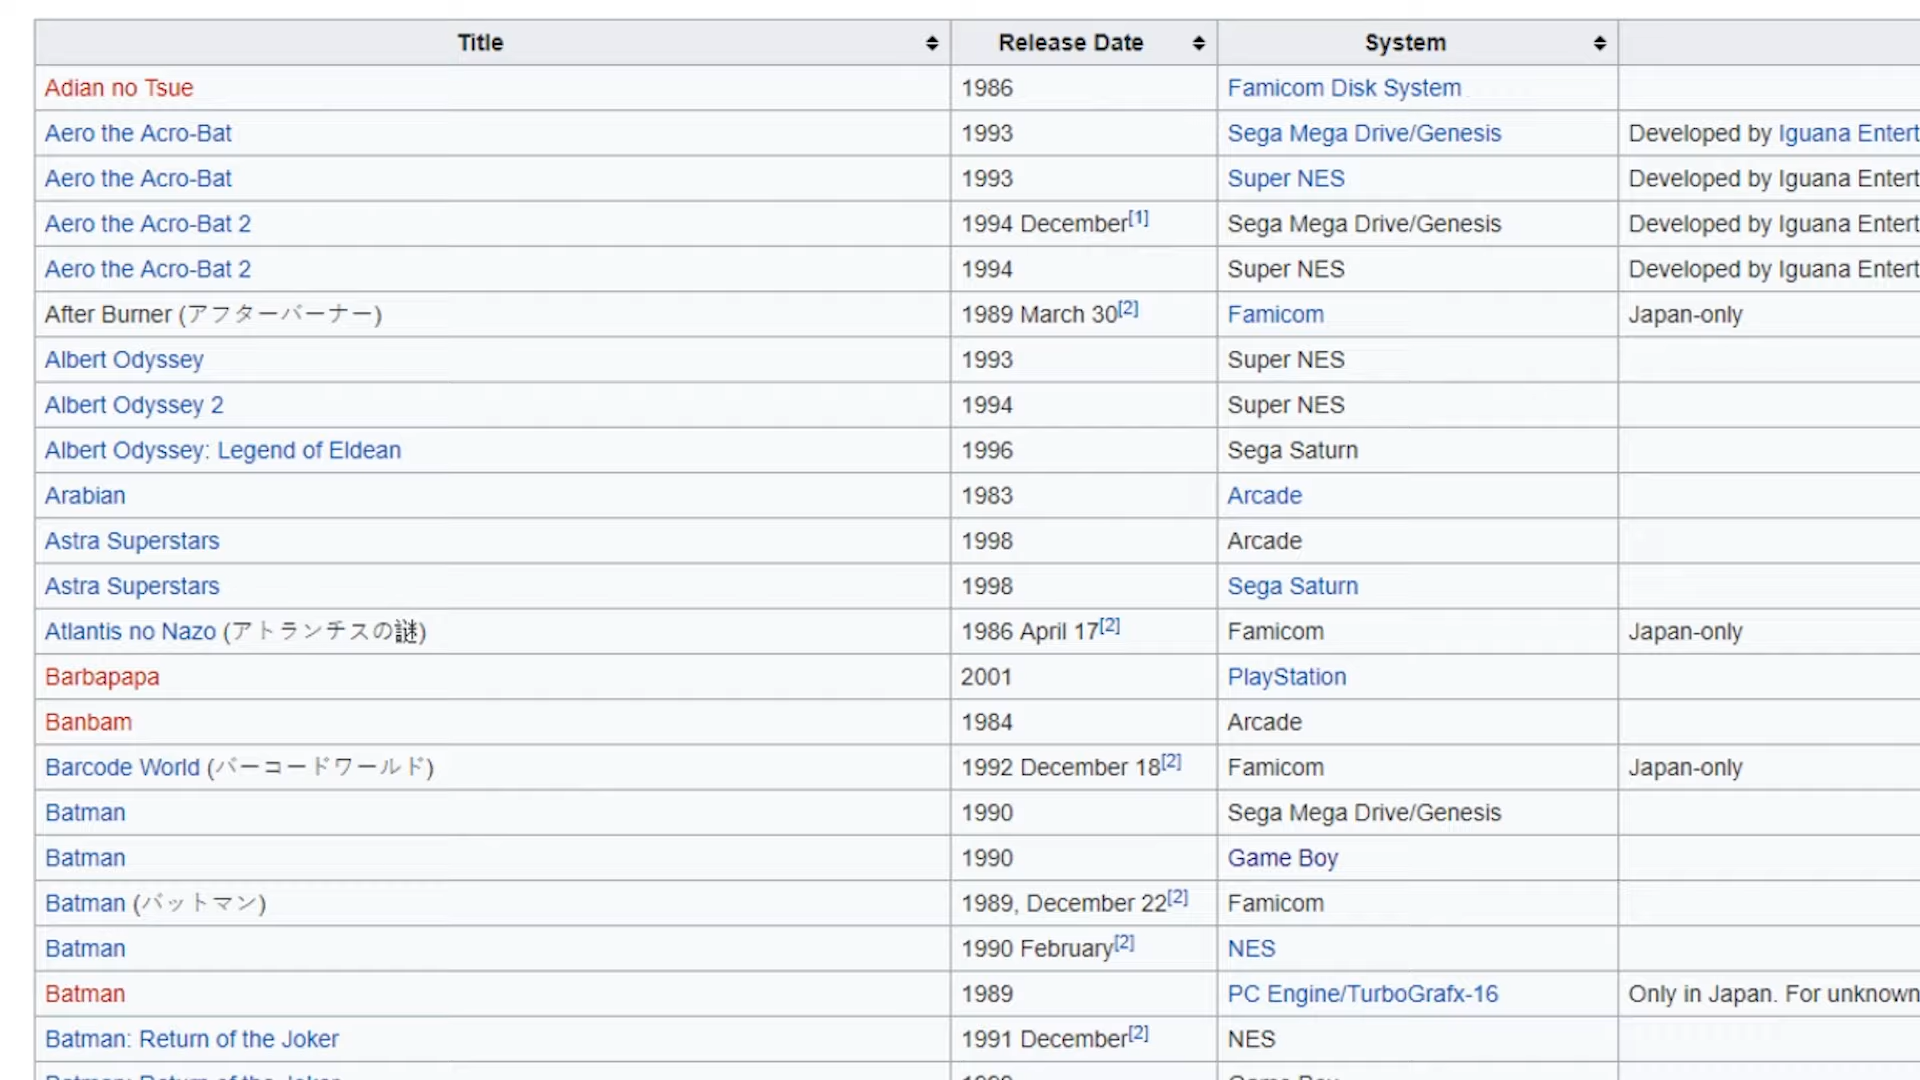 Title Release Date System
Adian no Tsue 1986 Famicom Disk System
Aero the Acro-Bat 1993 Sega Mega Drive/Genesis Developed by Iguana Entert
Aero the Acro-Bat 1993 Super NES Developed by Iguana Entert
Aero the Acro-Bat 2 1994 December[1] Sega Mega Drive/Genesis Developed by Iguana Entert
Aero the Acro-Bat 2 1994 Super NES Developed by Iguana Entert
After Burner (アフターバーナー) 1989 March 30[2] Famicom Japan-only
Albert Odyssey 1993 Super NES
Albert Odyssey 2 1994 Super NES
Albert Odyssey: Legend of Eldean 1996 Sega Saturn
Arabian 1983 Arcade
Astra Superstars 1998 Arcade
Astra Superstars 1998 Sega Saturn
Atlantis no Nazo (アトランチスの謎) 1986 April 17[2] Famicom Japan-only
Barbapapa 2001 PlayStation
Banbam 1984 Arcade
Barcode World (バーコードワールド) 1992 December 18[2] Famicom Japan-only
Batman 1990 Sega Mega Drive/Genesis
Batman 1990 Game Boy
Batman (バットマン) 1989, December 22[2] Famicom
Batman 1990 February[2] NES
Batman 1989 PC Engine/TurboGrafx-16 Only in Japan. For unknown
Batman: Return of the Joker 1991 December[2] NES